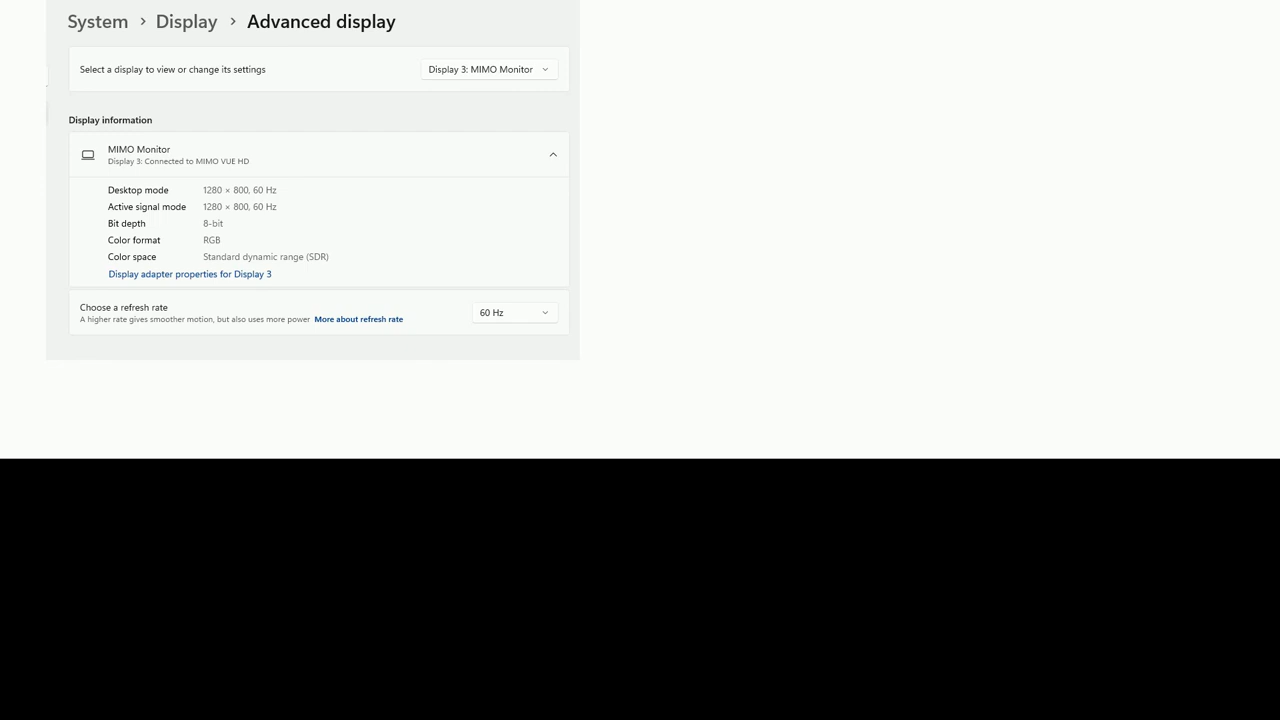 System > Display > Advanced display
Select a display to view or change its settings
Display 3: MIMO Monitor
Display information
MIMO Monitor
Display 3: Connected to MIMO VUE HD
Desktop mode 1280 × 800, 60 Hz
Active signal mode 1280 × 800, 60 Hz
Bit depth 8-bit
Color format RGB
Color space Standard dynamic range (SDR)
Display adapter properties for Display 3
Choose a refresh rate
A higher rate gives smoother motion, but also uses more power More about refresh rate
60 Hz